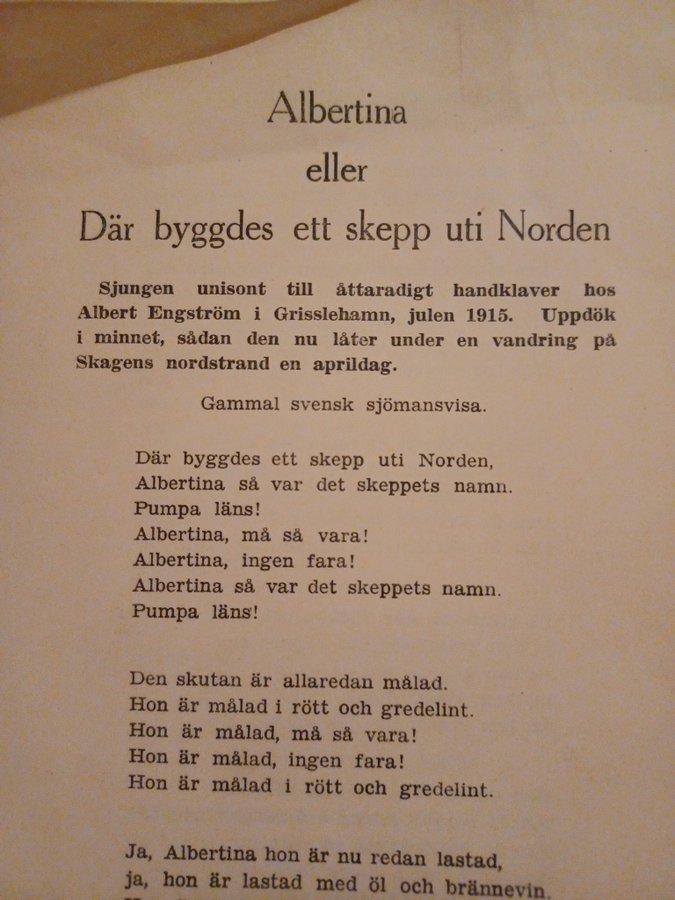 Albertina
eller
Där byggdes ett skepp uti Norden
Sjungen unisont till åttaradigt handklaver hos
Albert Engström i Grisslehamn, julen 1915. Uppdök
i minnet, sådan den nu låter under en vandring på
Skagens nordstrand en aprildag.
Gammal svensk sjömansvisa.
Där byggdes ett skepp uti Norden,
Albertina så var det skeppets namn.
Pumpa läns!
Albertina, må så vara!
Albertina, ingen fara!
Albertina så var det skeppets namn.
Pumpa läns!
Den skutan är allaredan målad.
Hon är målad i rött och gredelint.
Hon är målad, må så vara!
Hon är målad, ingen fara!
Hon är målad i rött och gredelint.
Ja, Albertina hon är nu redan lastad,
ja, hon är lastad med öl och brännevin.